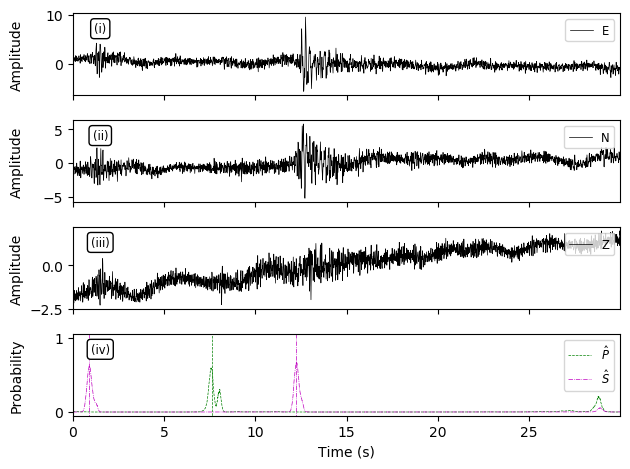 (i)
E
10
0
Amplitude
(ii)
N
5
0
−5
Amplitude
(iii)
Z
0.0
−2.5
Amplitude
(iv)
P̂
Ŝ
1
0
Probability
0 5 10 15 20 25
Time (s)